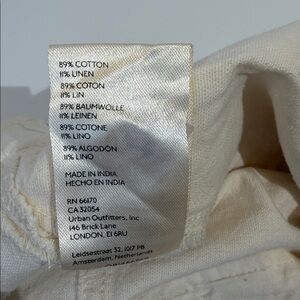 89% COTTON
11% LINEN
89% COTON
11% LIN
89% BAUMWOLLE
11% LEINEN
89% COTONE
11% LINO
89% ALGODÓN
11% LINO
MADE IN INDIA
HECHO EN INDIA
RN 66170
CA 32054
Urban Outfitters, Inc
146 Brick Lane
LONDON, E1 6RU
Leidsestraat 32, 1017 PB
Amsterdam, Netherlands